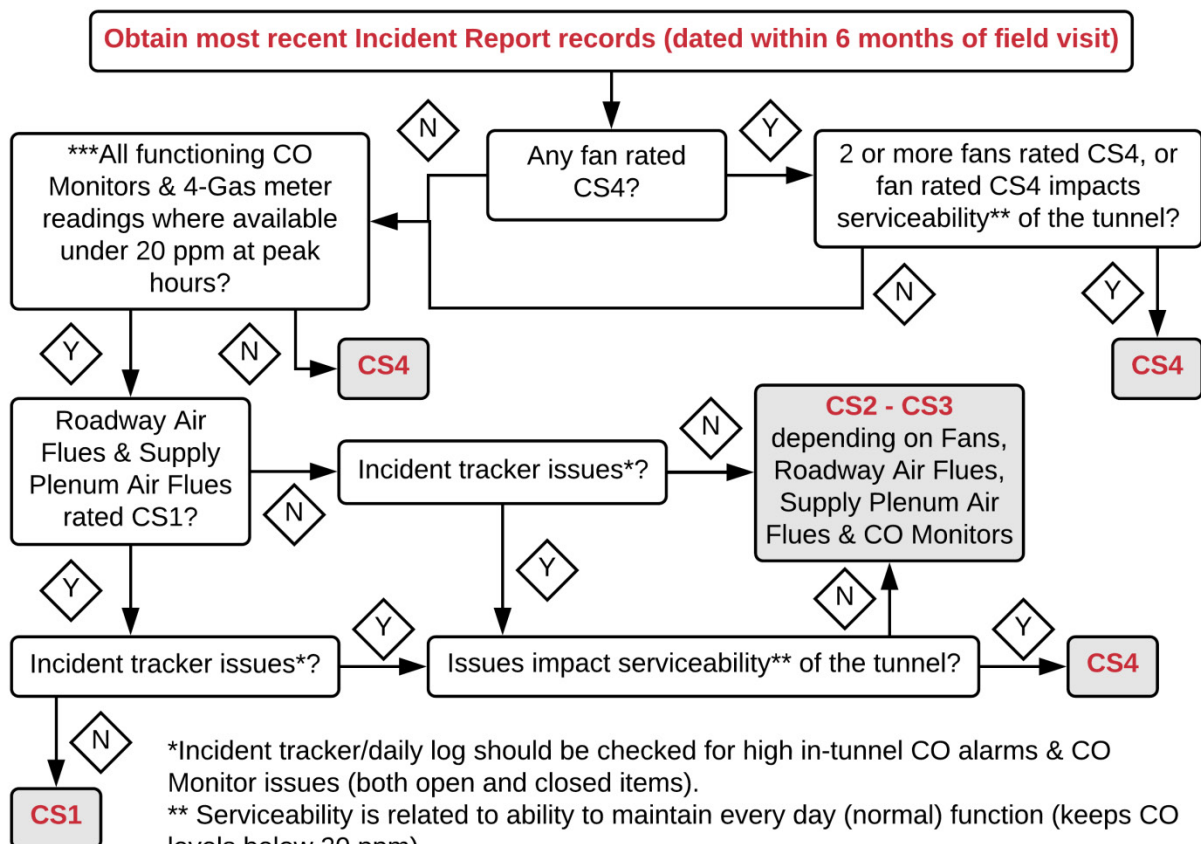 Obtain most recent Incident Report records (dated within 6 months of field visit)
N
Y
***All functioning CO
Monitors & 4-Gas meter
readings where available
under 20 ppm at peak
hours?
Any fan rated
CS4?
2 or more fans rated CS4, or
fan rated CS4 impacts
serviceability** of the tunnel?
N
Y
Y
N
CS4
CS4
Roadway Air
Flues & Supply
Plenum Air Flues
rated CS1?
N
Incident tracker issues*?
N
CS2 - CS3
depending on Fans,
Roadway Air Flues,
Supply Plenum Air
Flues & CO Monitors
Y
Y
N
Incident tracker issues*?
Y
Issues impact serviceability** of the tunnel?
Y
CS4
N
CS1
*Incident tracker/daily log should be checked for high in-tunnel CO alarms & CO
Monitor issues (both open and closed items).
** Serviceability is related to ability to maintain every day (normal) function (keeps CO
levels below 20 ppm)